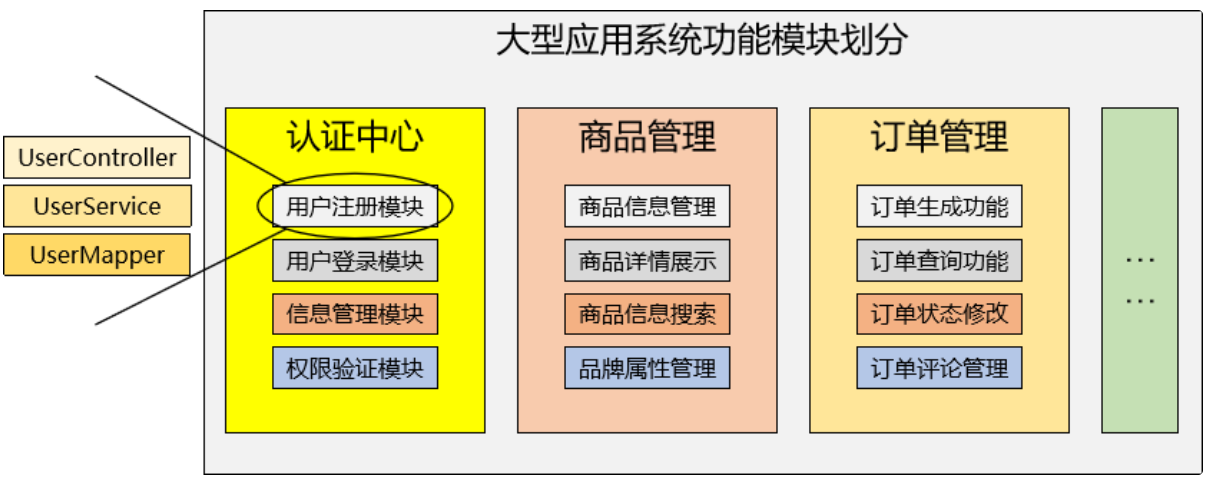 大型应用系统功能模块划分
UserController
UserService
UserMapper
认证中心
用户注册模块
用户登录模块
信息管理模块
权限验证模块
商品管理
商品信息管理
商品详情展示
商品信息搜索
品牌属性管理
订单管理
订单生成功能
订单查询功能
订单状态修改
订单评论管理
...
...